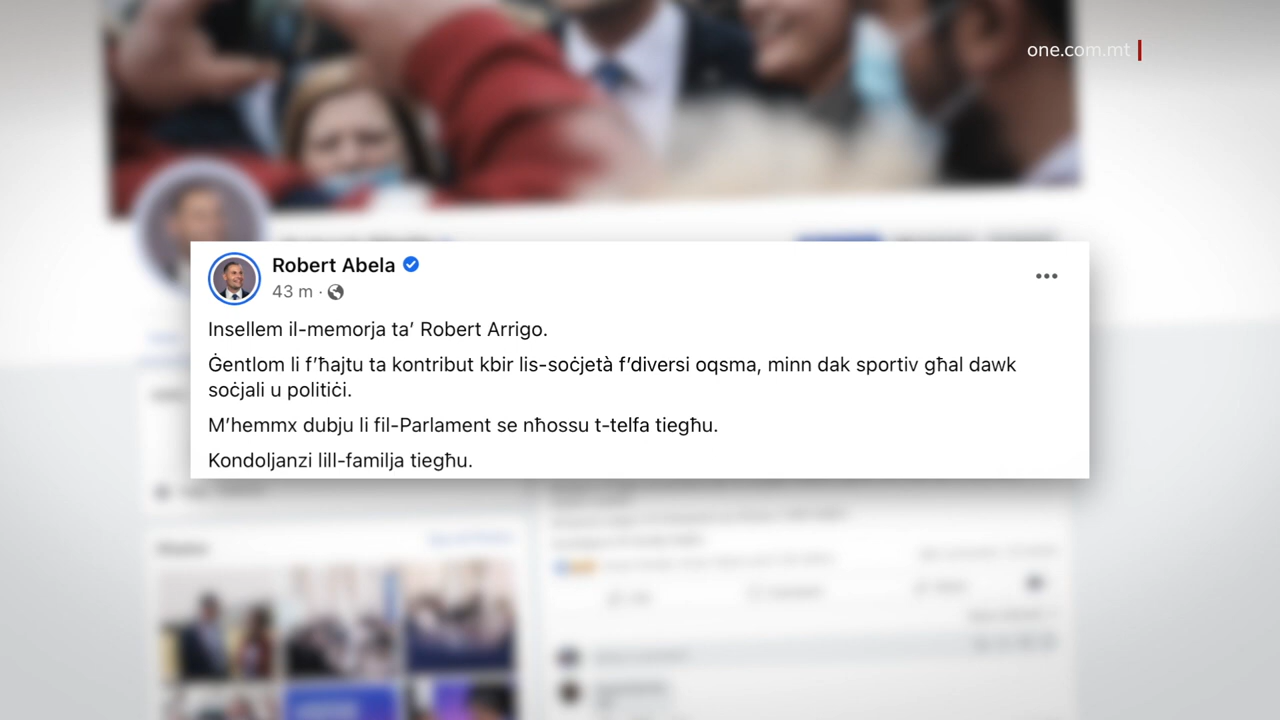 one.com.mt
Robert Abela
43 m ·
Insellem il-memorja ta’ Robert Arrigo.
Ġentlom li f’ħajtu ta kontribut kbir lis-soċjetà f’diversi oqsma, minn dak sportiv għal dawk
soċjali u politiċi.
M’hemmx dubju li fil-Parlament se nħossu t-telfa tiegħu.
Kondoljanzi lill-familja tiegħu.